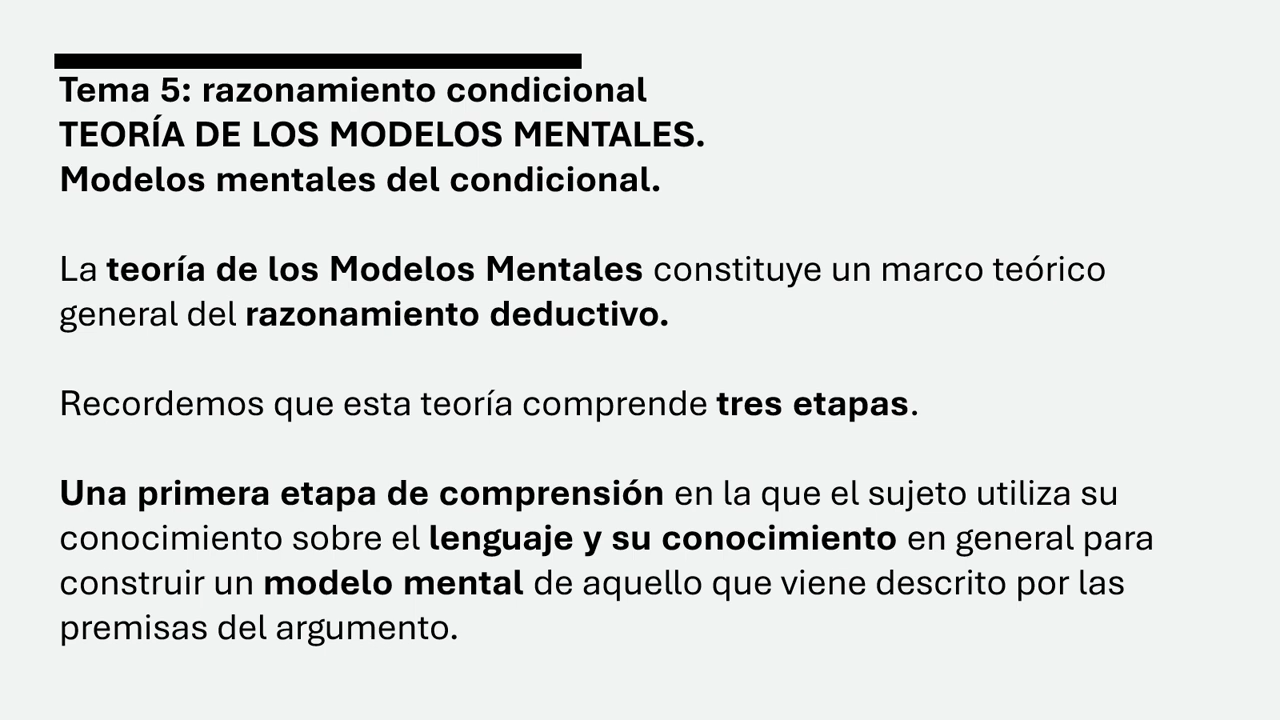 Tema 5: razonamiento condicional
TEORÍA DE LOS MODELOS MENTALES.
Modelos mentales del condicional.
La teoría de los Modelos Mentales constituye un marco teórico
general del razonamiento deductivo.
Recordemos que esta teoría comprende tres etapas.
Una primera etapa de comprensión en la que el sujeto utiliza su
conocimiento sobre el lenguaje y su conocimiento en general para
construir un modelo mental de aquello que viene descrito por las
premisas del argumento.